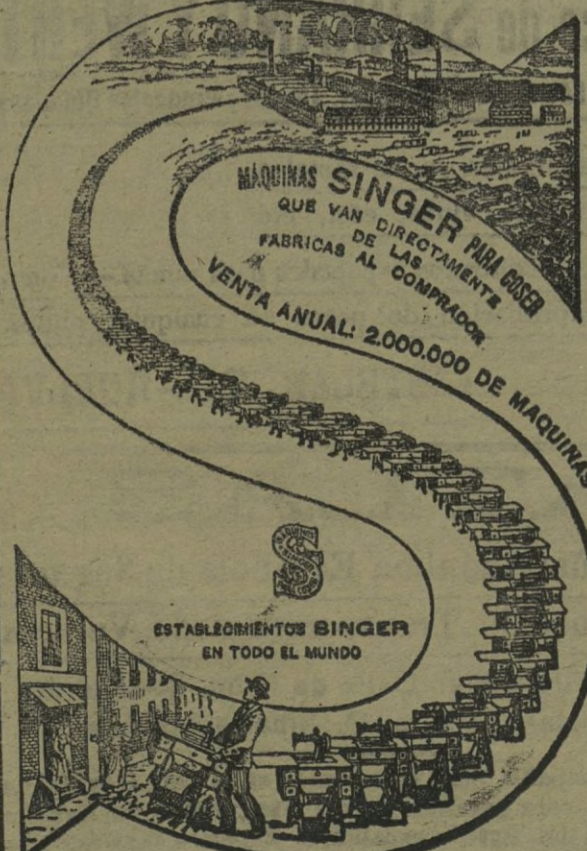 MÁQUINAS SINGER PARA COSER
QUE VAN DIRECTAMENTE
DE LAS
FABRICAS AL COMPRADOR
VENTA ANUAL: 2.000.000 DE MAQUINAS
S
ESTABLECIMIENTOS SINGER
EN TODO EL MUNDO